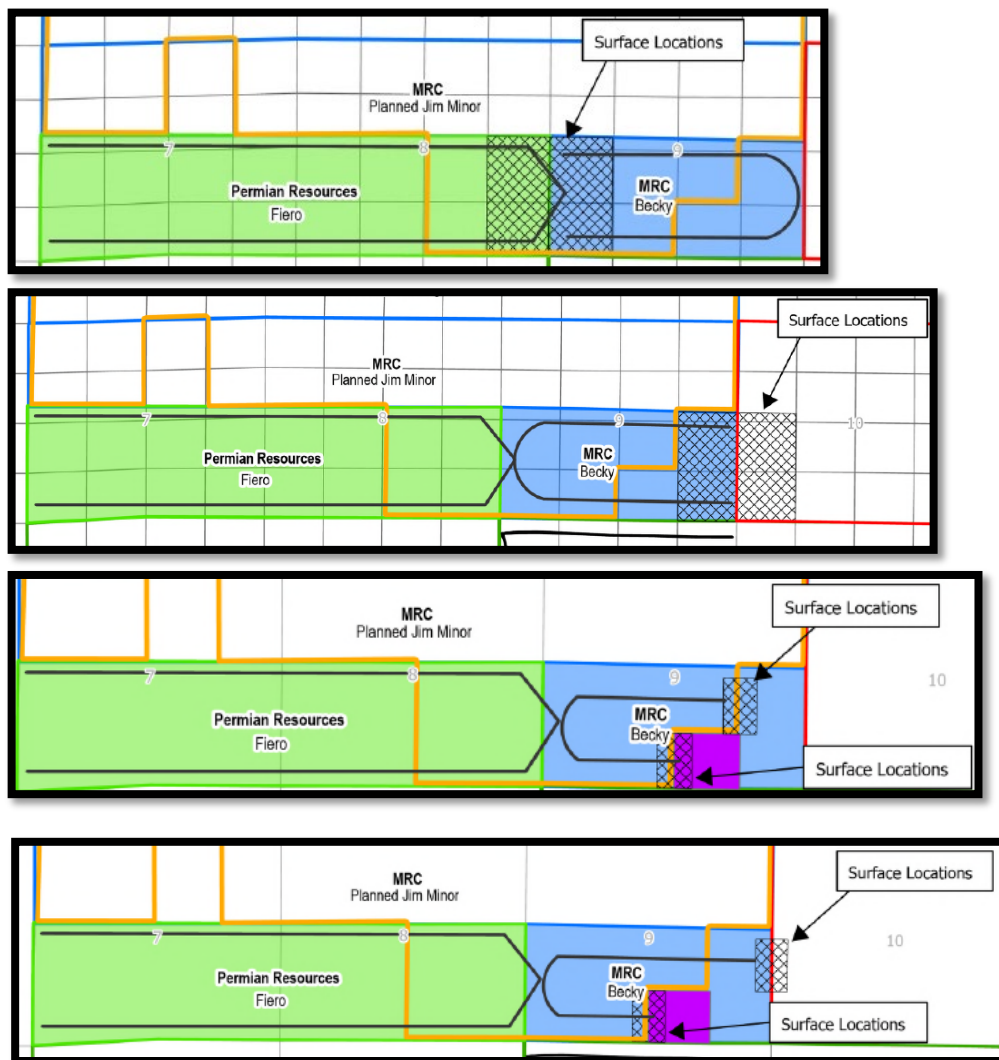 Surface Locations
MRC
Planned Jim Minor
7
8
9
Permian Resources
Fiero
MRC
Becky
Surface Locations
MRC
Planned Jim Minor
7
8
9
10
Permian Resources
Fiero
MRC
Becky
Surface Locations
MRC
Planned Jim Minor
7
8
9
10
Permian Resources
Fiero
MRC
Becky
Surface Locations
Surface Locations
MRC
Planned Jim Minor
7
8
9
10
Permian Resources
Fiero
MRC
Becky
Surface Locations